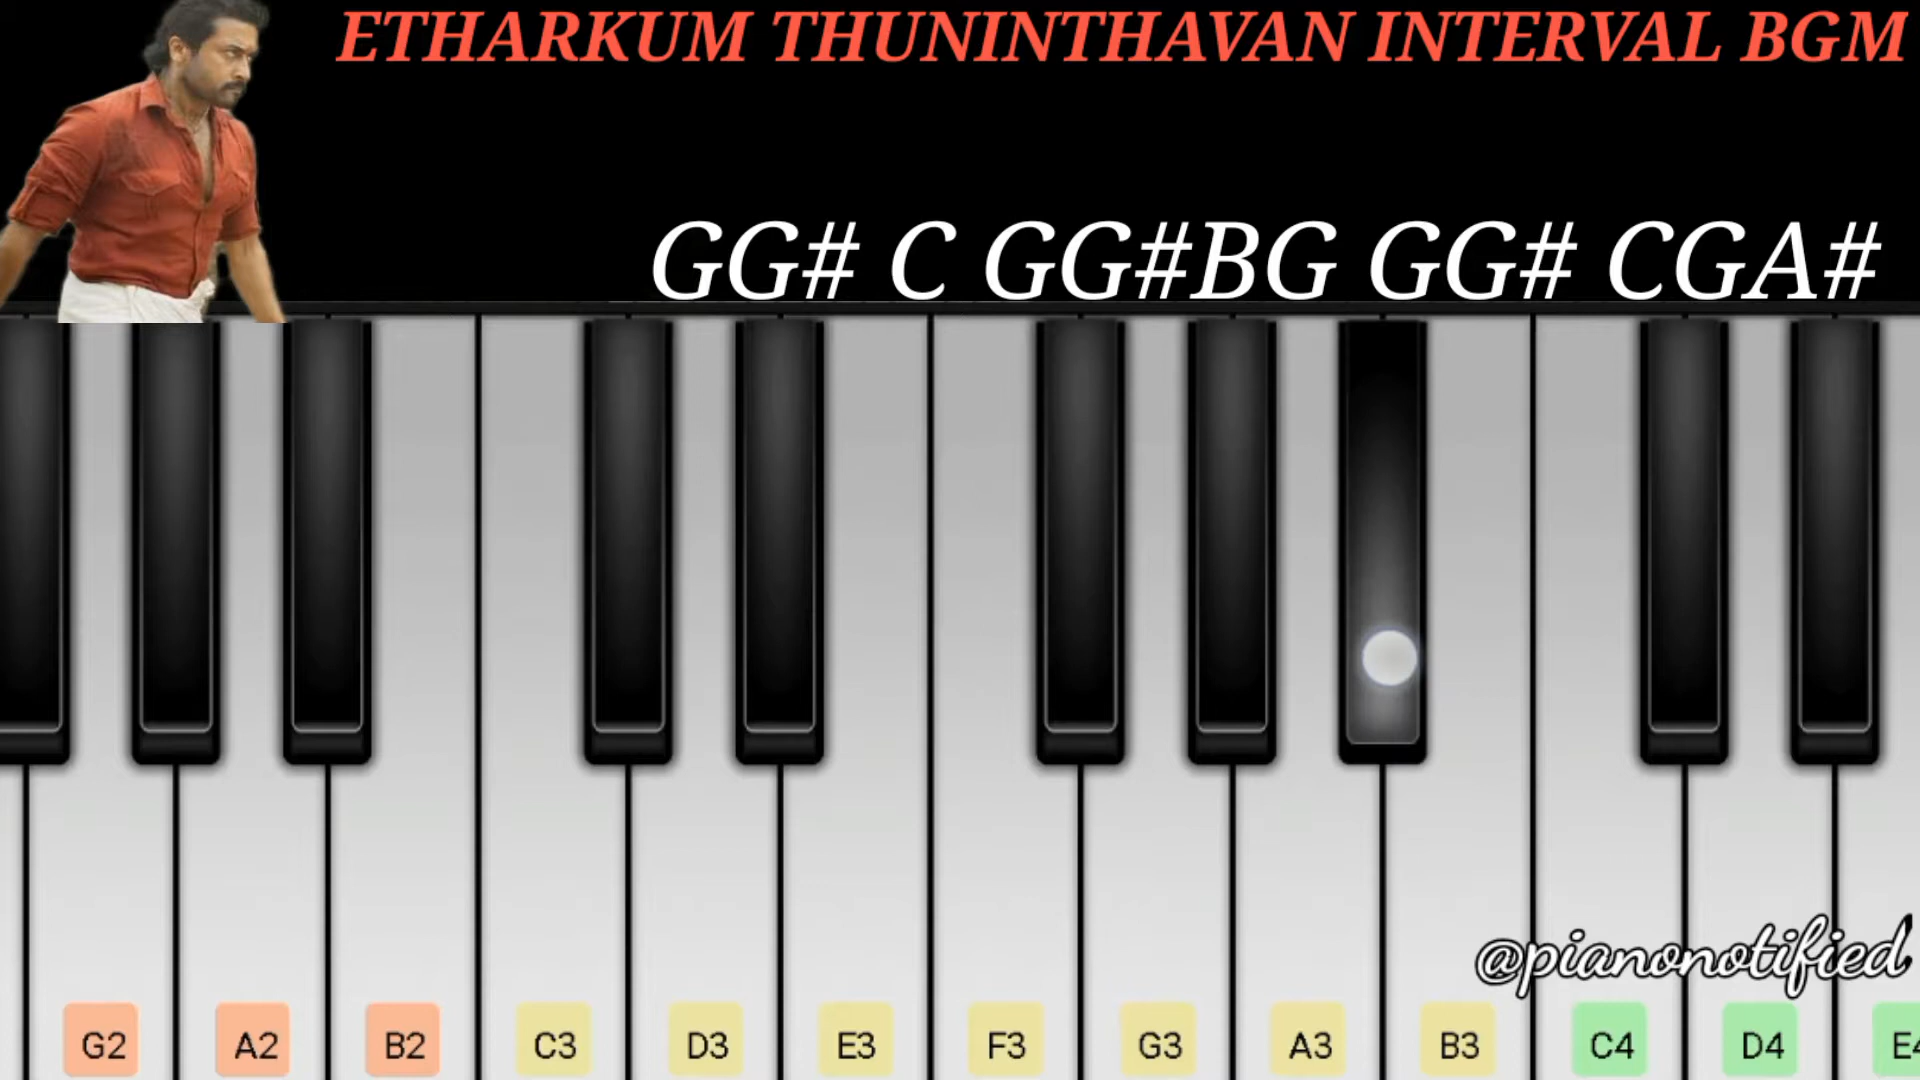 ETHARKUM THUNINTHAVAN INTERVAL BGM
GG# C GG#BG GG# CGA#
@pianonotified
G2 A2 B2 C3 D3 E3 F3 G3 A3 B3 C4 D4 E4